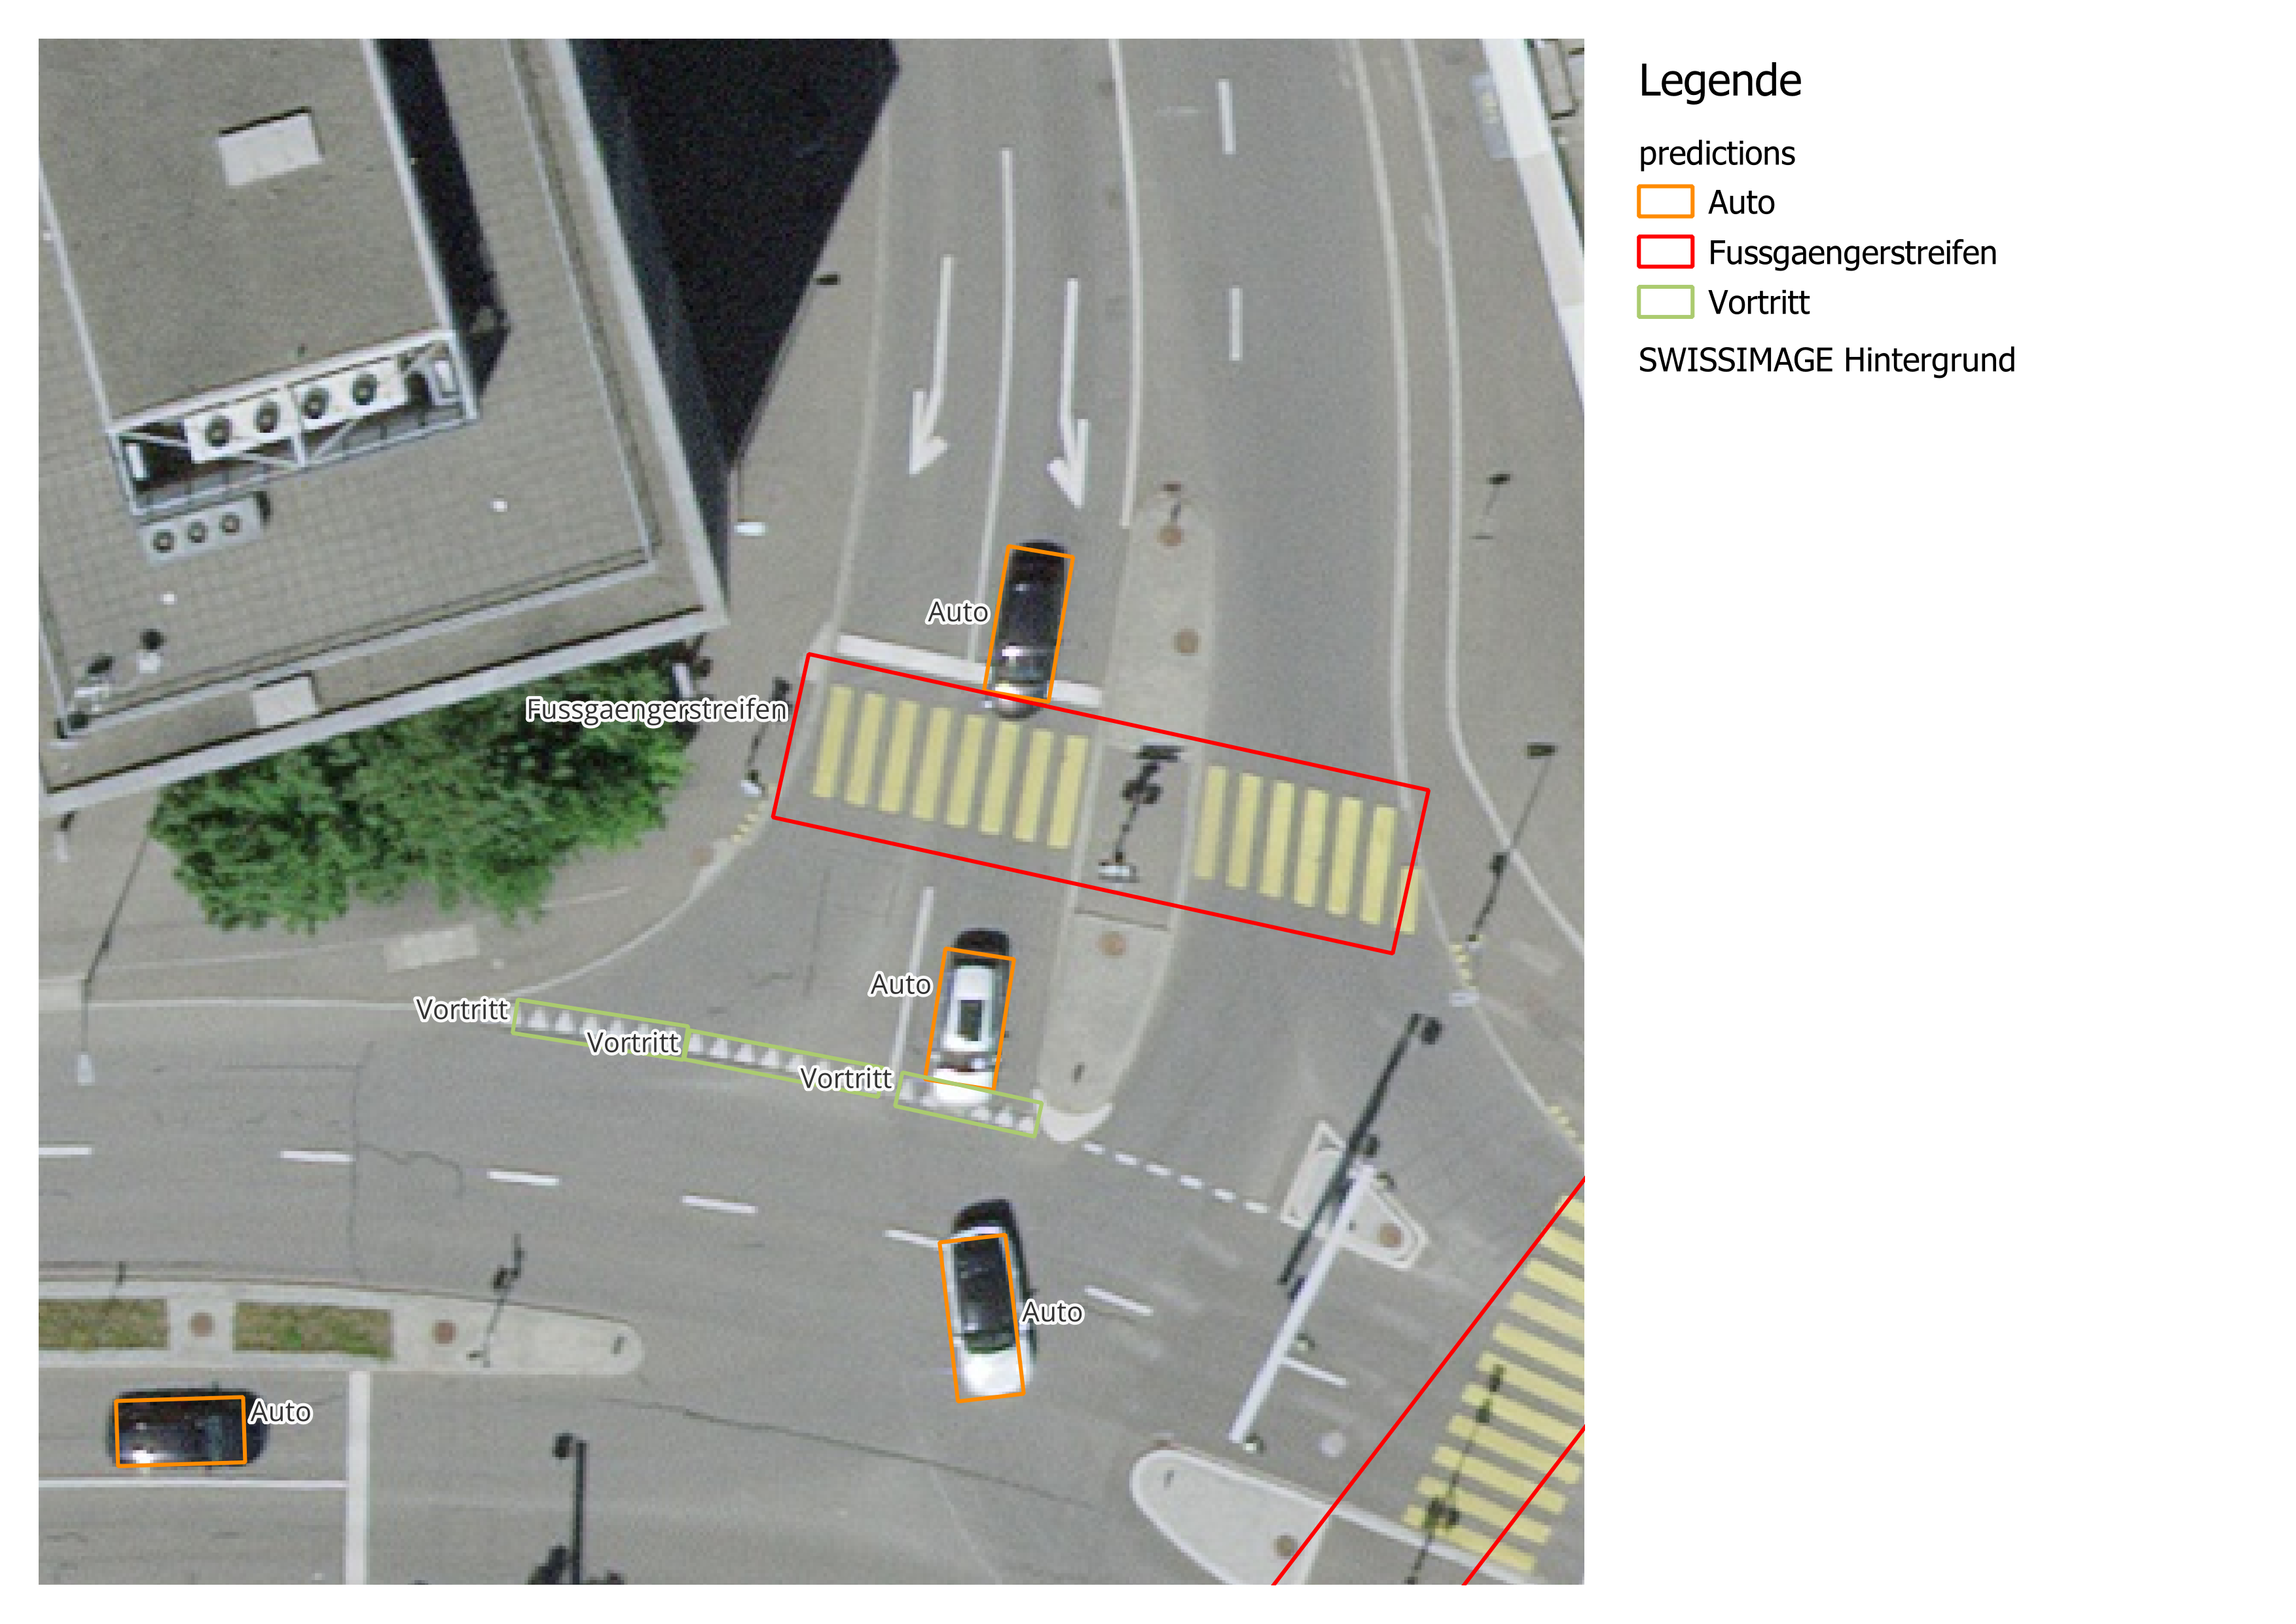 Legende
predictions
Auto
Fussgaengerstreifen
Vortritt
SWISSIMAGE Hintergrund
Auto
Fussgaengerstreifen
Auto
Vortritt
Vortritt
Vortritt
Auto
Auto